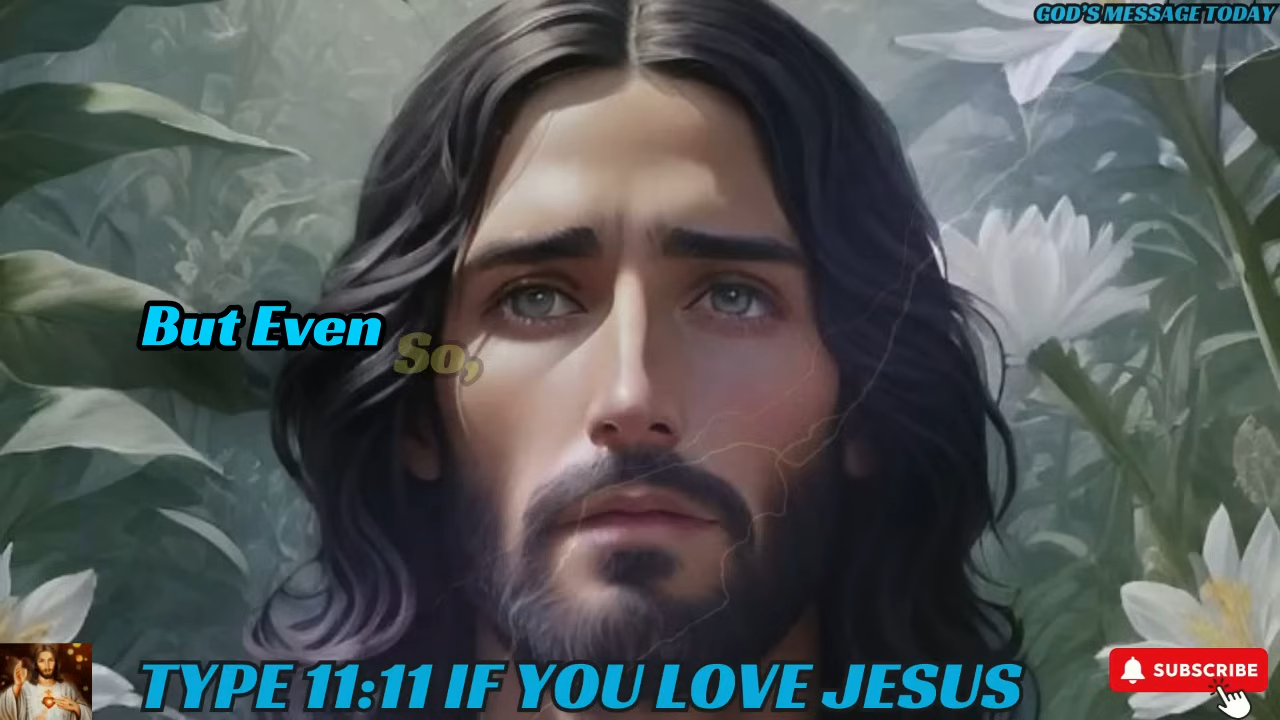 GOD'S MESSAGE TODAY
But Even So,
TYPE 11:11 IF YOU LOVE JESUS
SUBSCRIBE